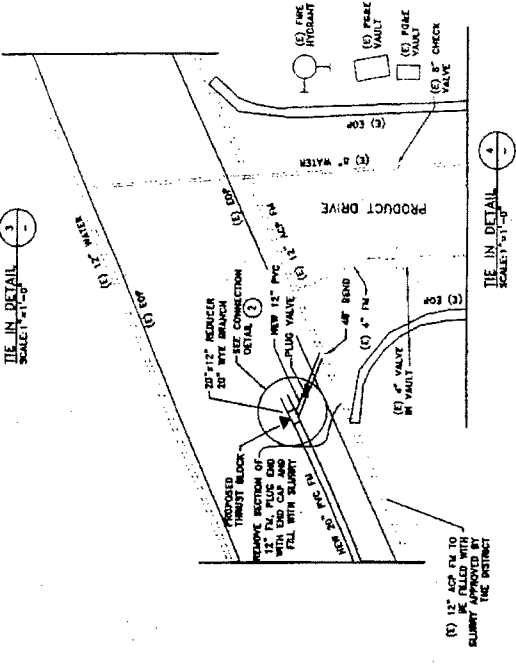 TIE IN DETAIL
SCALE:1"=1'-0"
3
-
(E) 12" WATER
(E) EOP
(E) EOP
(E) 12" ACP FM
20"x12" REDUCER
20" WYE BRANCH
SEE CONNECTION
DETAIL 2
NEW 12" PVC
PLUG VALVE
PROPOSED
THRUST BLOCK
REMOVE SECTION OF
12" FM, PLUG END
WITH END CAP AND
FILL WITH SLURRY
NEW 20" PVC FM
BEND
(E) 4" FM
(E) 4" VALVE
IN VAULT
(E) EOP
(E) 12" ACP FM TO
BE FILLED WITH
SLURRY APPROVED BY
THE DISTRICT
PRODUCT DRIVE
(E) 8" WATER
(E) EOP
(E) FIRE
HYDRANT
(E) PG&E
VAULT
(E) PG&E
VAULT
(E) 8" CHECK
VALVE
TIE IN DETAIL
SCALE:1"=1'-0"
4
-